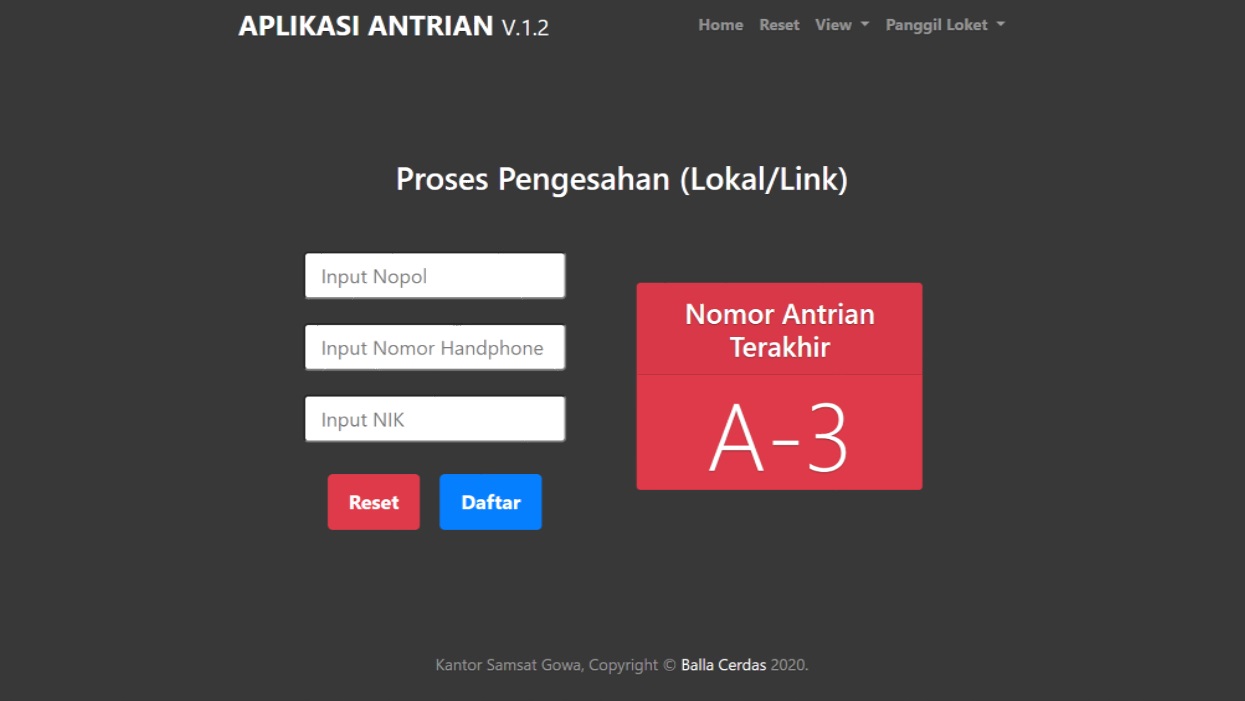 APLIKASI ANTRIAN V.1.2
Home Reset View Panggil Loket
Proses Pengesahan (Lokal/Link)
Input Nopol
Input Nomor Handphone
Input NIK
Reset Daftar
Nomor Antrian
Terakhir
A-3
Kantor Samsat Gowa, Copyright © Balla Cerdas 2020.